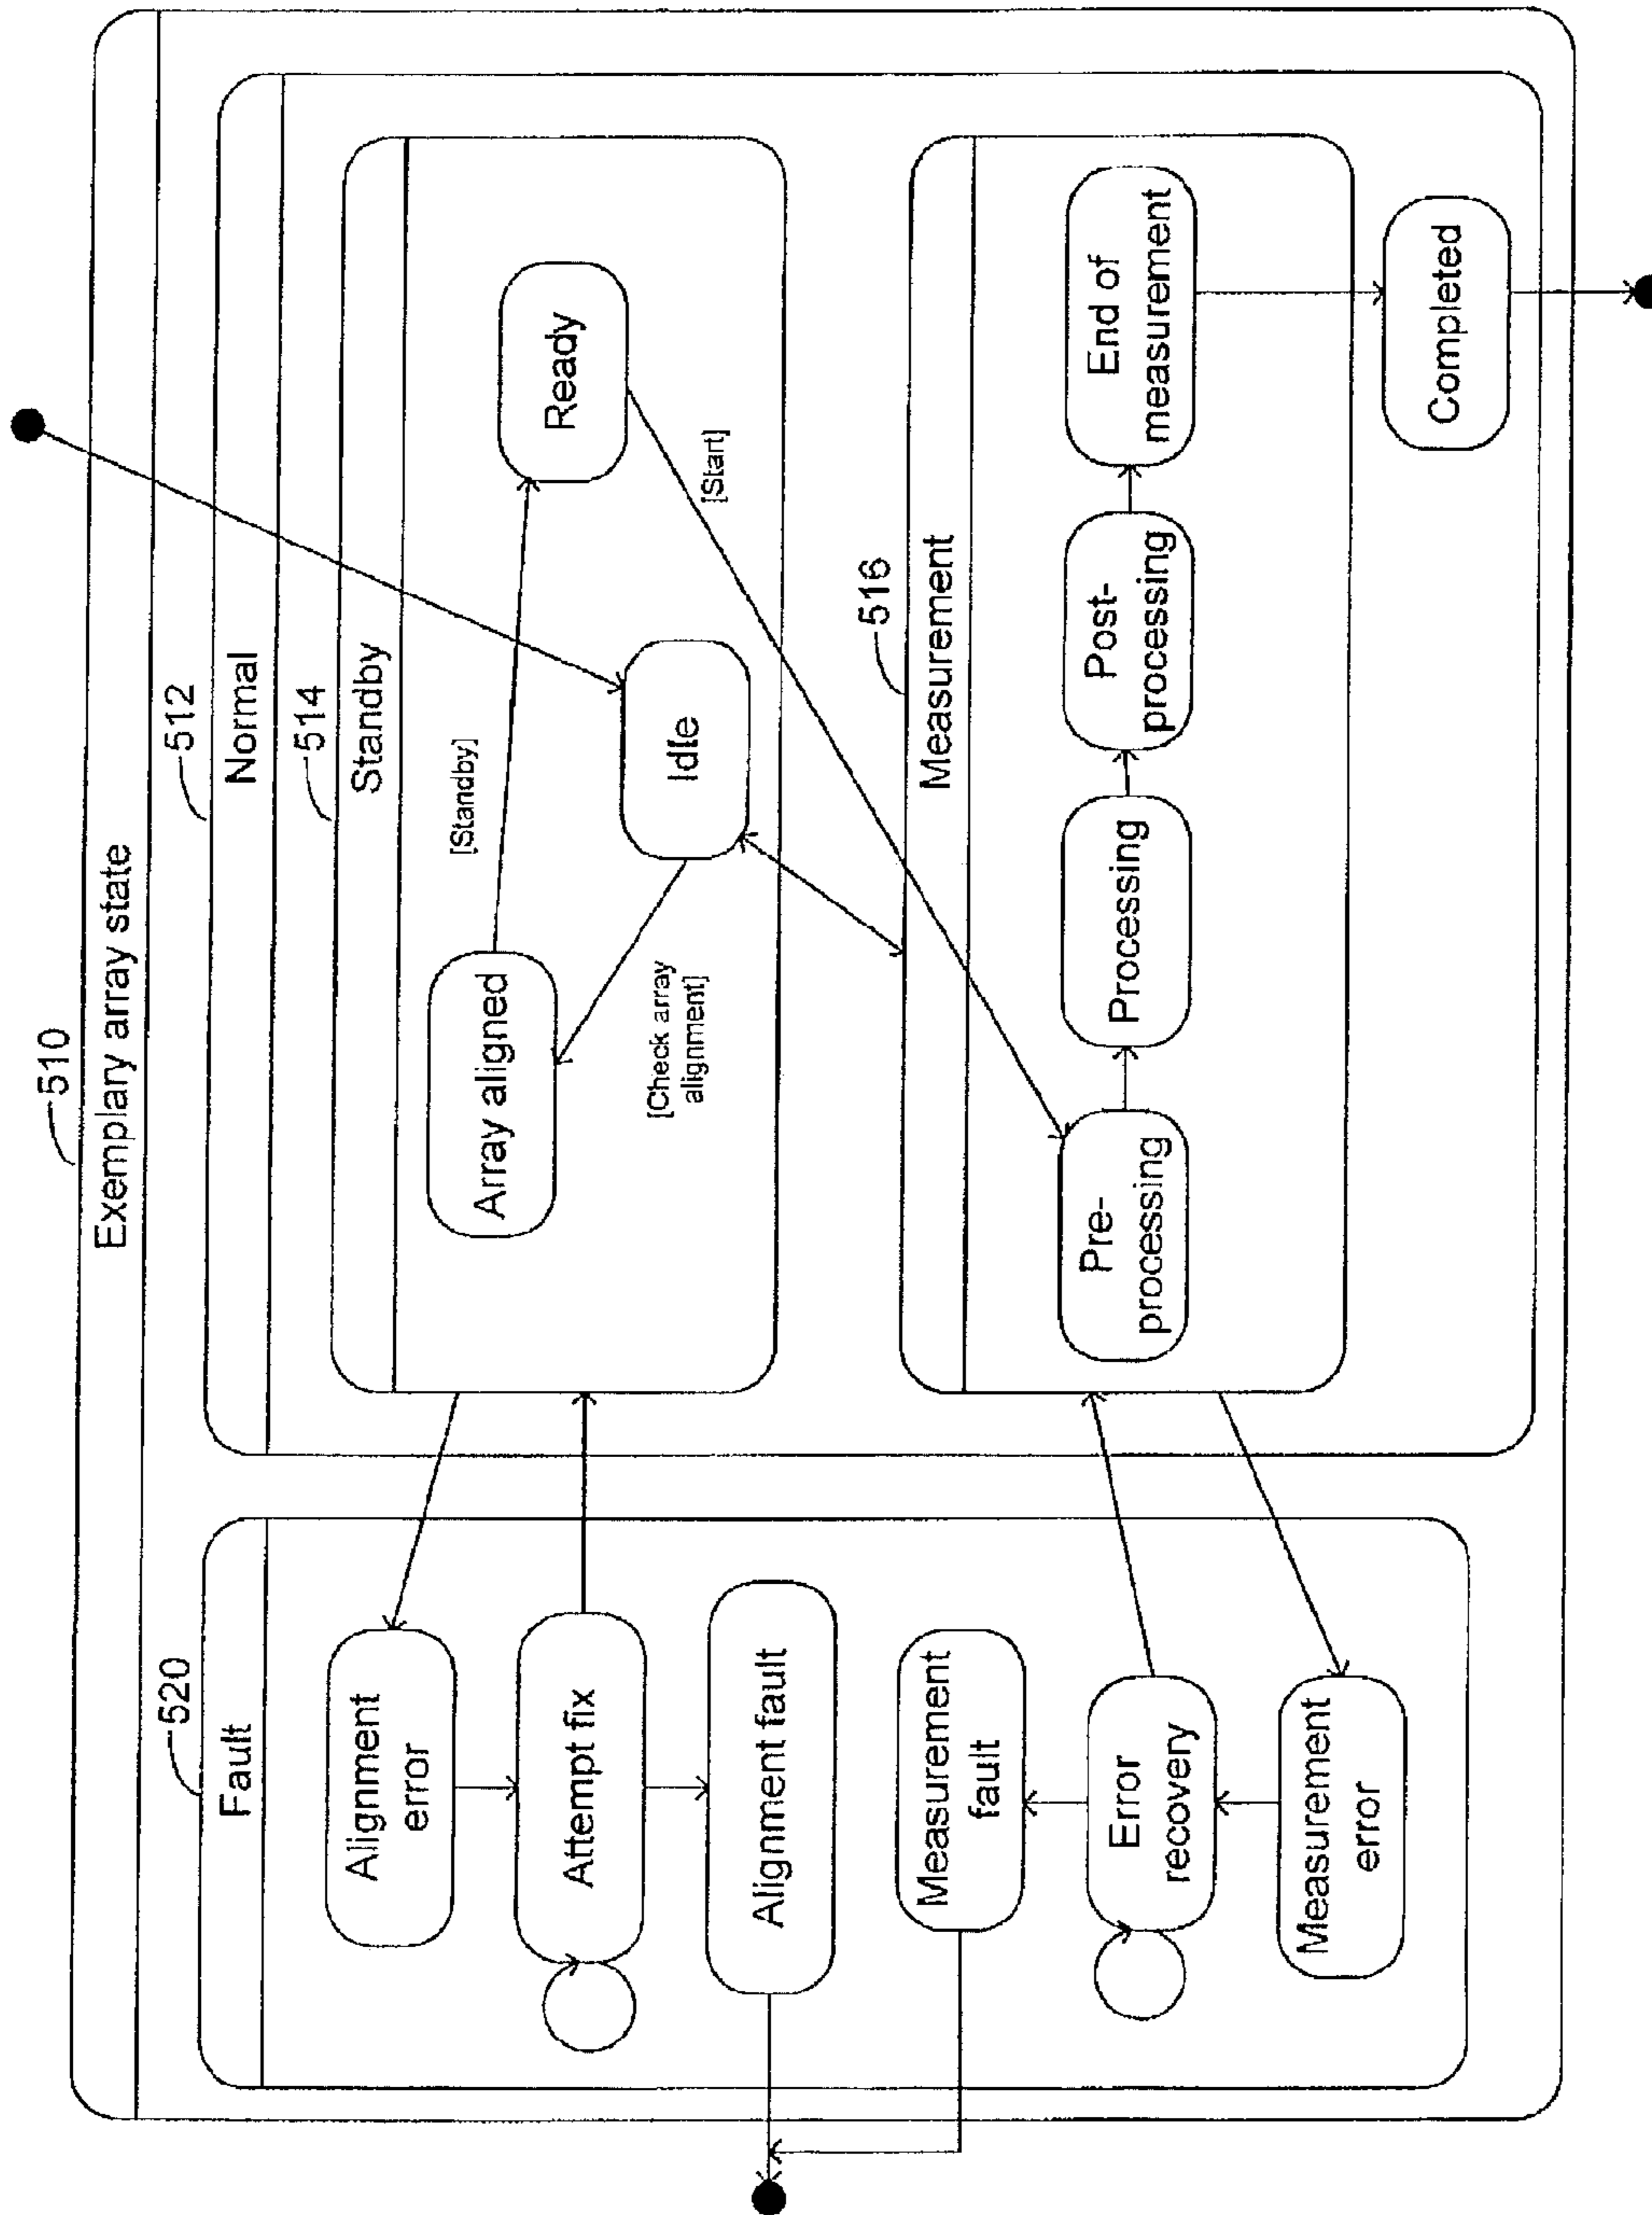 510
Exemplary array state
520
Fault
Alignment
error
Attempt fix
Alignment fault
Measurement
fault
Error
recovery
Measurement
error
512
Normal
514
Standby
Array aligned
[Standby]
Ready
[Check array
alignment]
Idle
[Start]
516
Measurement
Pre-
processing
Processing
Post-
processing
End of
measurement
Completed